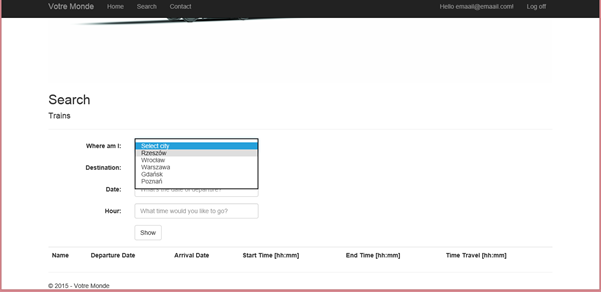 Votre Monde Home Search Contact Hello emaail@emaail.com! Log off
Search
Trains
Where am I: Select city
Rzeszów
Wrocław
Warszawa
Gdańsk
Poznań
Destination:
Date: What's the date of departure?
Hour: What time would you like to go?
Show
Name Departure Date Arrival Date Start Time [hh:mm] End Time [hh:mm] Time Travel [hh:mm]
© 2015 - Votre Monde